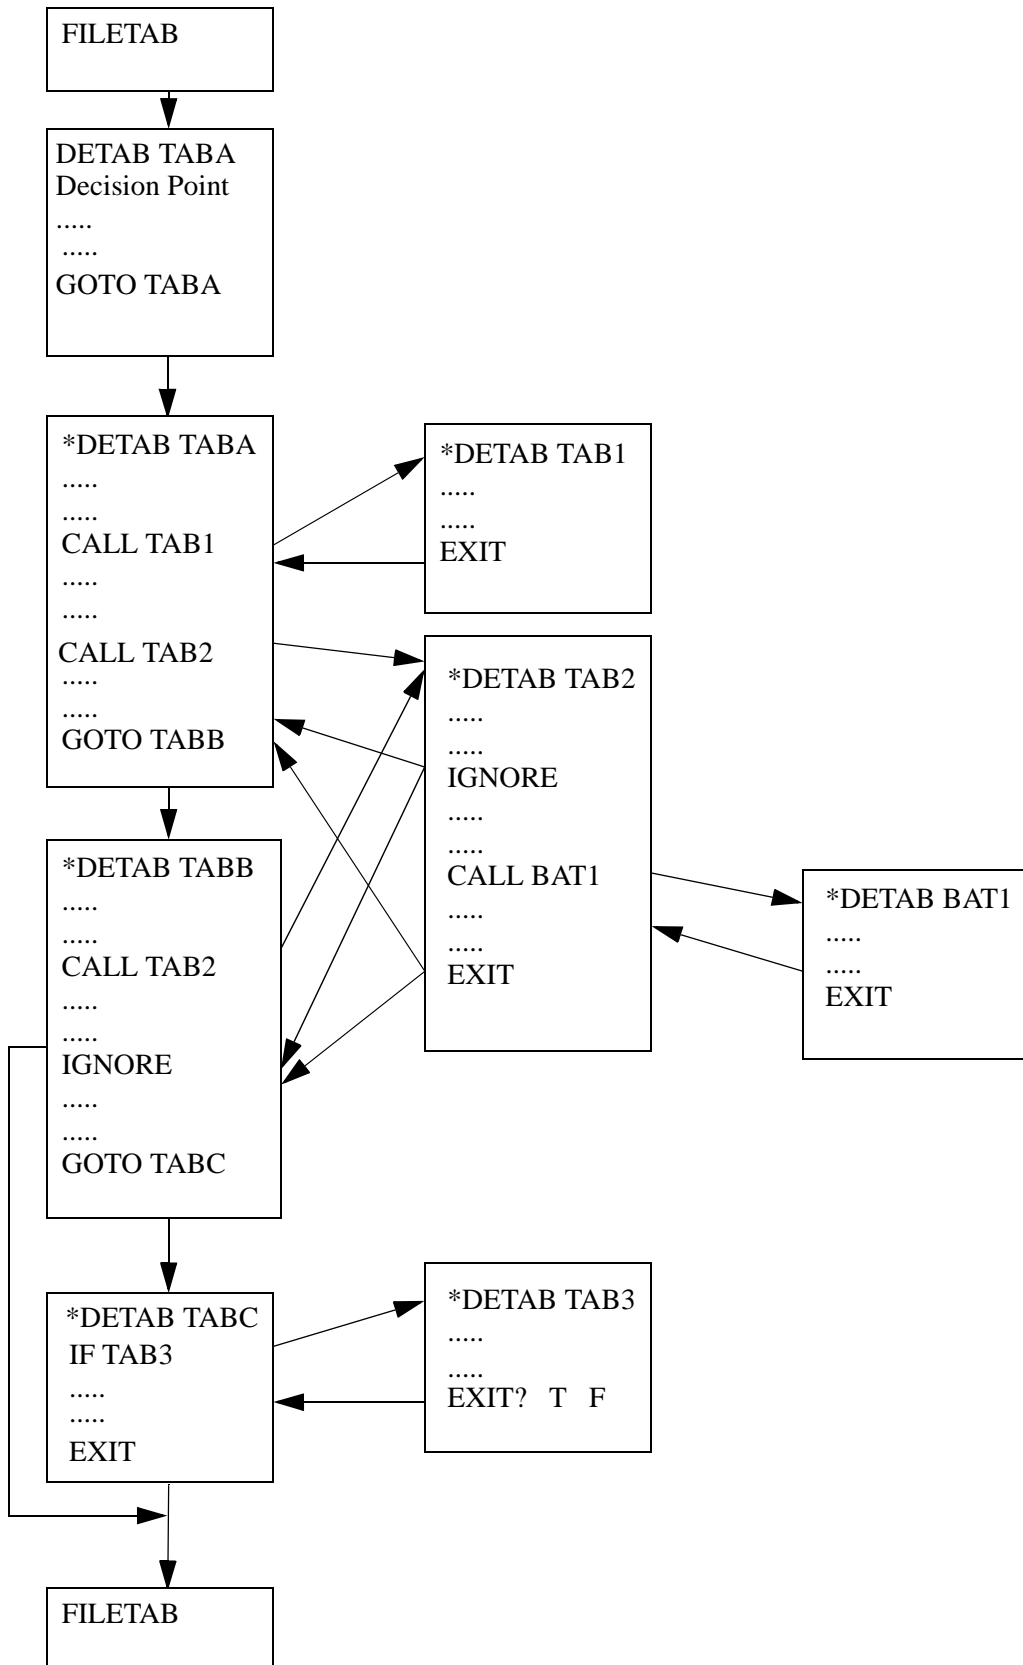 FILETAB
DETAB TABA
Decision Point
.....
.....
GOTO TABA
*DETAB TABA
.....
.....
CALL TAB1
.....
.....
CALL TAB2
.....
.....
GOTO TABB
*DETAB TAB1
.....
.....
EXIT
*DETAB TAB2
.....
.....
IGNORE
.....
.....
CALL BAT1
.....
.....
EXIT
*DETAB BAT1
.....
.....
EXIT
*DETAB TABB
.....
.....
CALL TAB2
.....
.....
IGNORE
.....
.....
GOTO TABC
*DETAB TABC
IF TAB3
.....
.....
EXIT
*DETAB TAB3
.....
.....
EXIT? T F
FILETAB